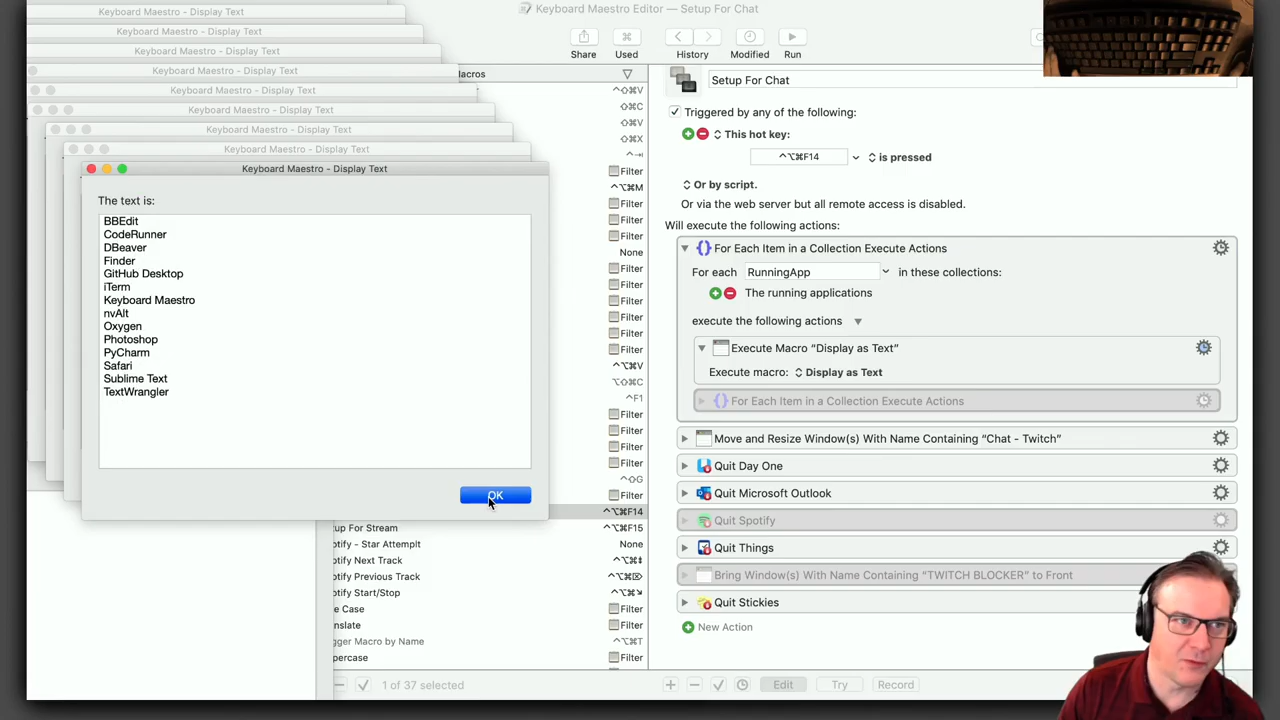 Keyboard Maestro Editor — Setup For Chat
Keyboard Maestro - Display Text
Keyboard Maestro - Display Text
Keyboard Maestro - Display Text
Keyboard Maestro - Display Text
Keyboard Maestro - Display Text
Keyboard Maestro - Display Text
Keyboard Maestro - Display Text
Keyboard Maestro - Display Text
Keyboard Maestro - Display Text
The text is:
BBEdit
CodeRunner
DBeaver
Finder
GitHub Desktop
iTerm
Keyboard Maestro
nvAlt
Oxygen
Photoshop
PyCharm
Safari
Sublime Text
TextWrangler
OK
Share
Used
History
Modified
Run
acros
^⇧⌘V
⇧⌘C
⇧⌘V
⇧⌘X
^⇥
Filter
^⌥⌘M
Filter
Filter
Filter
None
Filter
Filter
Filter
Filter
Filter
Filter
^⌥⌘V
⌥⇧⌘C
^F1
Filter
Filter
Filter
Filter
^⇧G
Filter
^⌥⌘F14
tup For Stream ^⌥⌘F15
otify - Star Attempt None
otify Next Track ^⌥⌘⇟
otify Previous Track ^⌥⌘⌦
otify Start/Stop ^⌥⌘↘
e Case Filter
anslate Filter
gger Macro by Name ^⌥⌘T
percase Filter
1 of 37 selected
Setup For Chat
Triggered by any of the following:
This hot key:
^⌥⌘F14 is pressed
Or by script.
Or via the web server but all remote access is disabled.
Will execute the following actions:
{} For Each Item in a Collection Execute Actions
For each RunningApp in these collections:
The running applications
execute the following actions
Execute Macro “Display as Text”
Execute macro: Display as Text
{} For Each Item in a Collection Execute Actions
Move and Resize Window(s) With Name Containing “Chat - Twitch”
Quit Day One
Quit Microsoft Outlook
Quit Spotify
Quit Things
Bring Window(s) With Name Containing “TWITCH BLOCKER” to Front
Quit Stickies
New Action
Edit
Try
Record